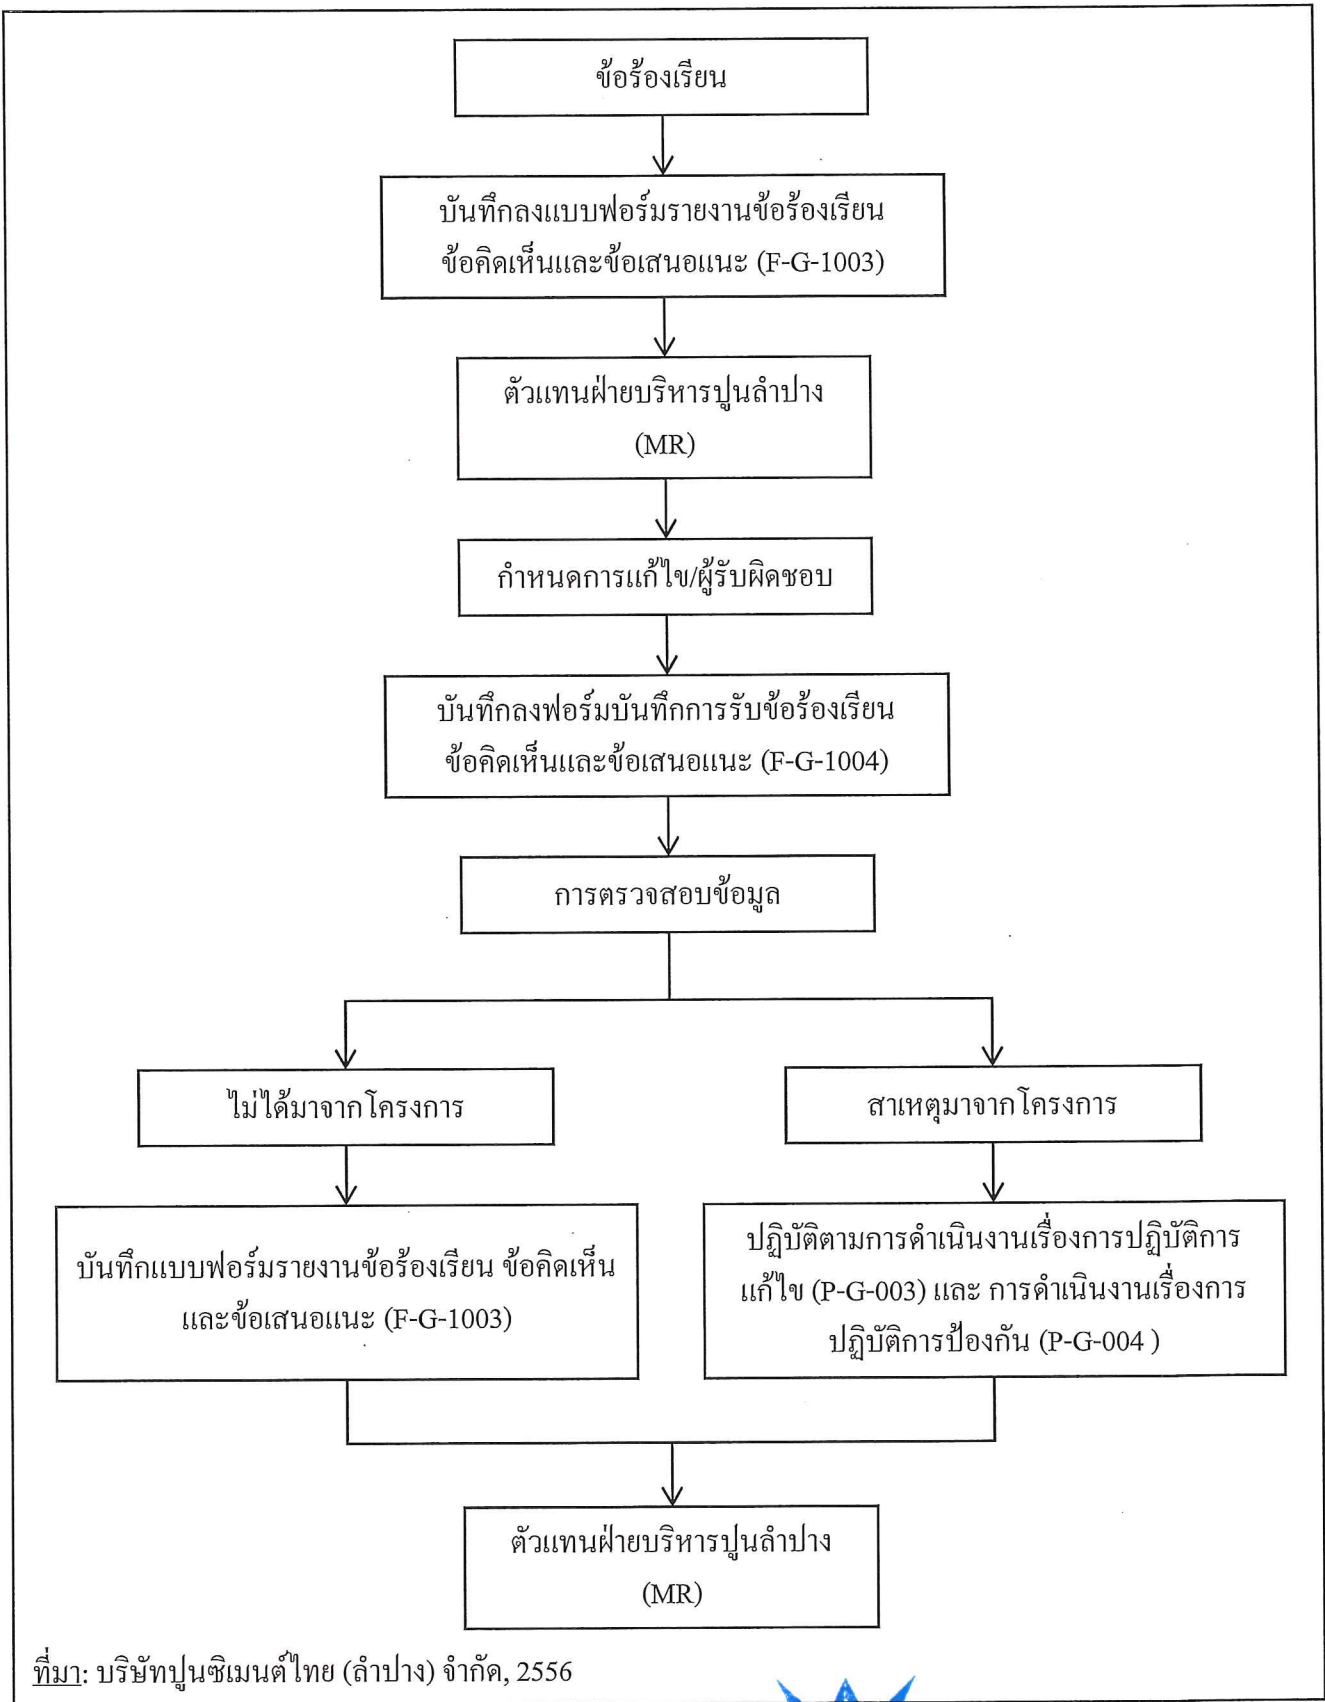 ข้อร้องเรียน
บันทึกลงแบบฟอร์มรายงานข้อร้องเรียน
ข้อคิดเห็นและข้อเสนอแนะ (F-G-1003)
ตัวแทนฝ่ายบริหารปูนลำปาง
(MR)
กำหนดการแก้ไข/ผู้รับผิดชอบ
บันทึกลงฟอร์มบันทึกการรับข้อร้องเรียน
ข้อคิดเห็นและข้อเสนอแนะ (F-G-1004)
การตรวจสอบข้อมูล
ไม่ได้มาจากโครงการ
สาเหตุมาจากโครงการ
บันทึกแบบฟอร์มรายงานข้อร้องเรียน ข้อคิดเห็น
และข้อเสนอแนะ (F-G-1003)
ปฏิบัติตามการดำเนินงานเรื่องการปฏิบัติการ
แก้ไข (P-G-003) และ การดำเนินงานเรื่องการ
ปฏิบัติการป้องกัน (P-G-004 )
ตัวแทนฝ่ายบริหารปูนลำปาง
(MR)
ที่มา: บริษัทปูนซิเมนต์ไทย (ลำปาง) จำกัด, 2556